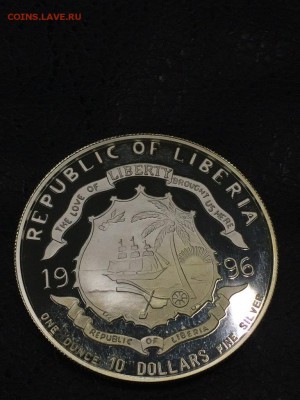 COINS.LAVE.RU
REPUBLIC OF LIBERIA
THE LOVE OF LIBERTY BROUGHT US HERE
19 96
REPUBLIC OF LIBERIA
ONE OUNCE 10 DOLLARS FINE SILVER